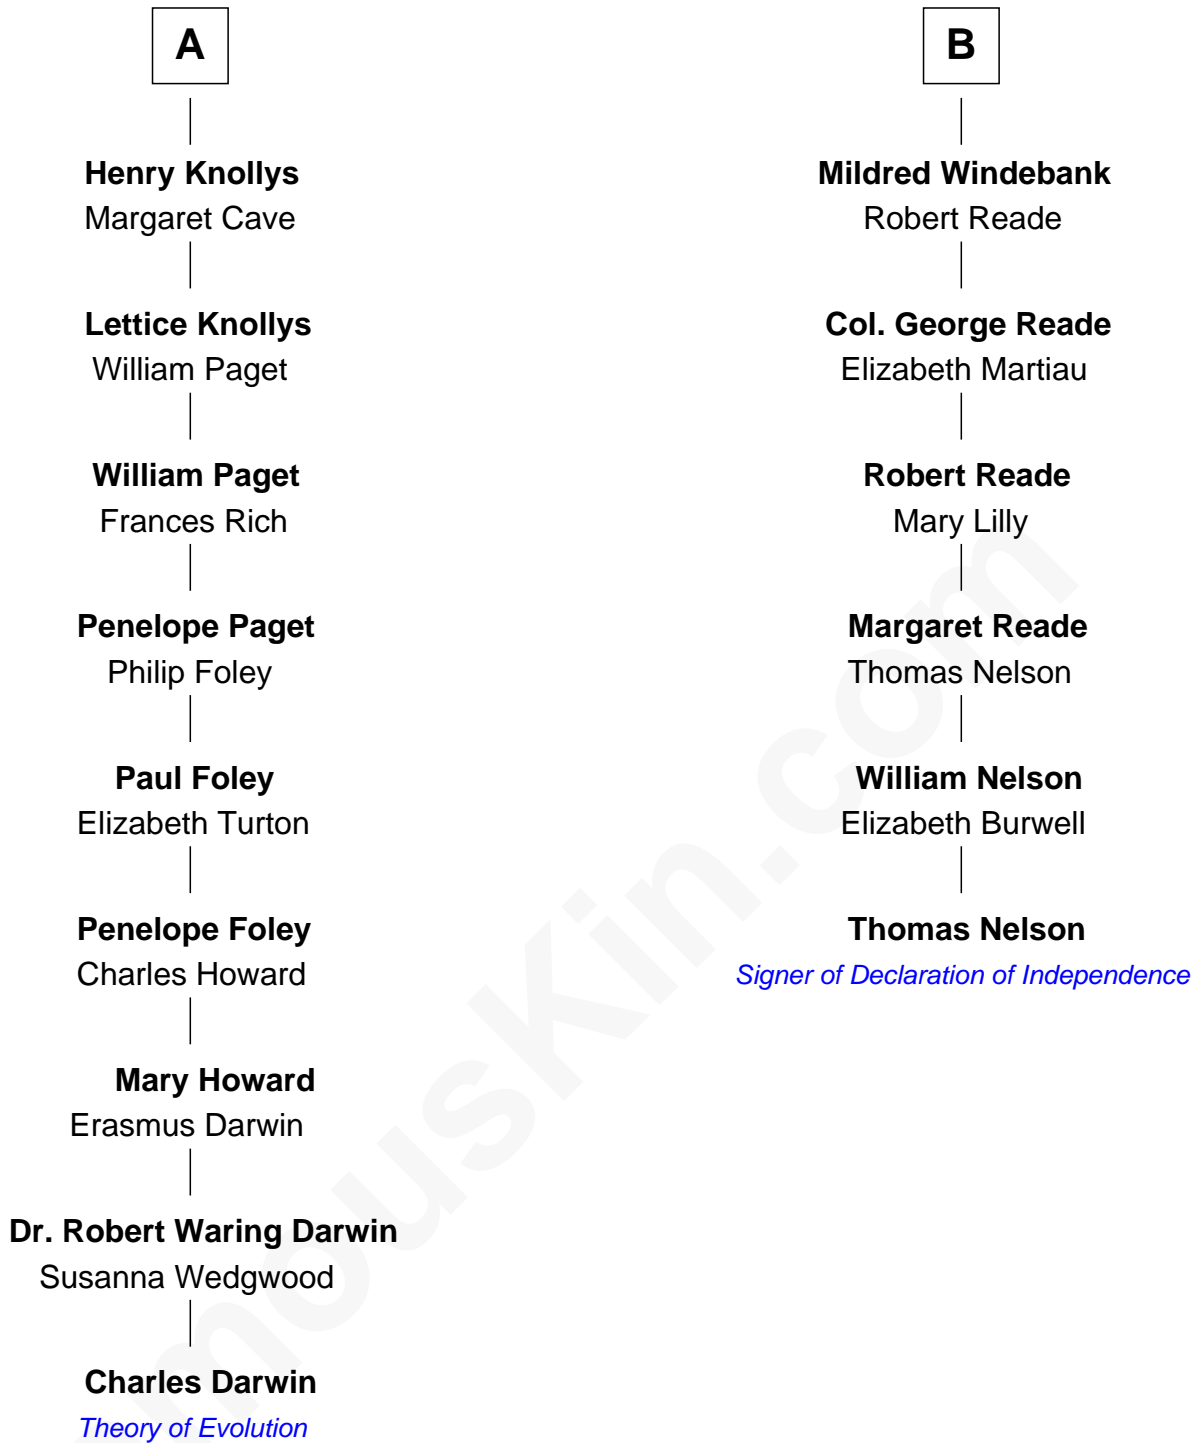 A
Henry Knollys
Margaret Cave
Lettice Knollys
William Paget
William Paget
Frances Rich
Penelope Paget
Philip Foley
Paul Foley
Elizabeth Turton
Penelope Foley
Charles Howard
Mary Howard
Erasmus Darwin
Dr. Robert Waring Darwin
Susanna Wedgwood
Charles Darwin
Theory of Evolution
B
Mildred Windebank
Robert Reade
Col. George Reade
Elizabeth Martiau
Robert Reade
Mary Lilly
Margaret Reade
Thomas Nelson
William Nelson
Elizabeth Burwell
Thomas Nelson
Signer of Declaration of Independence
mousKin.com